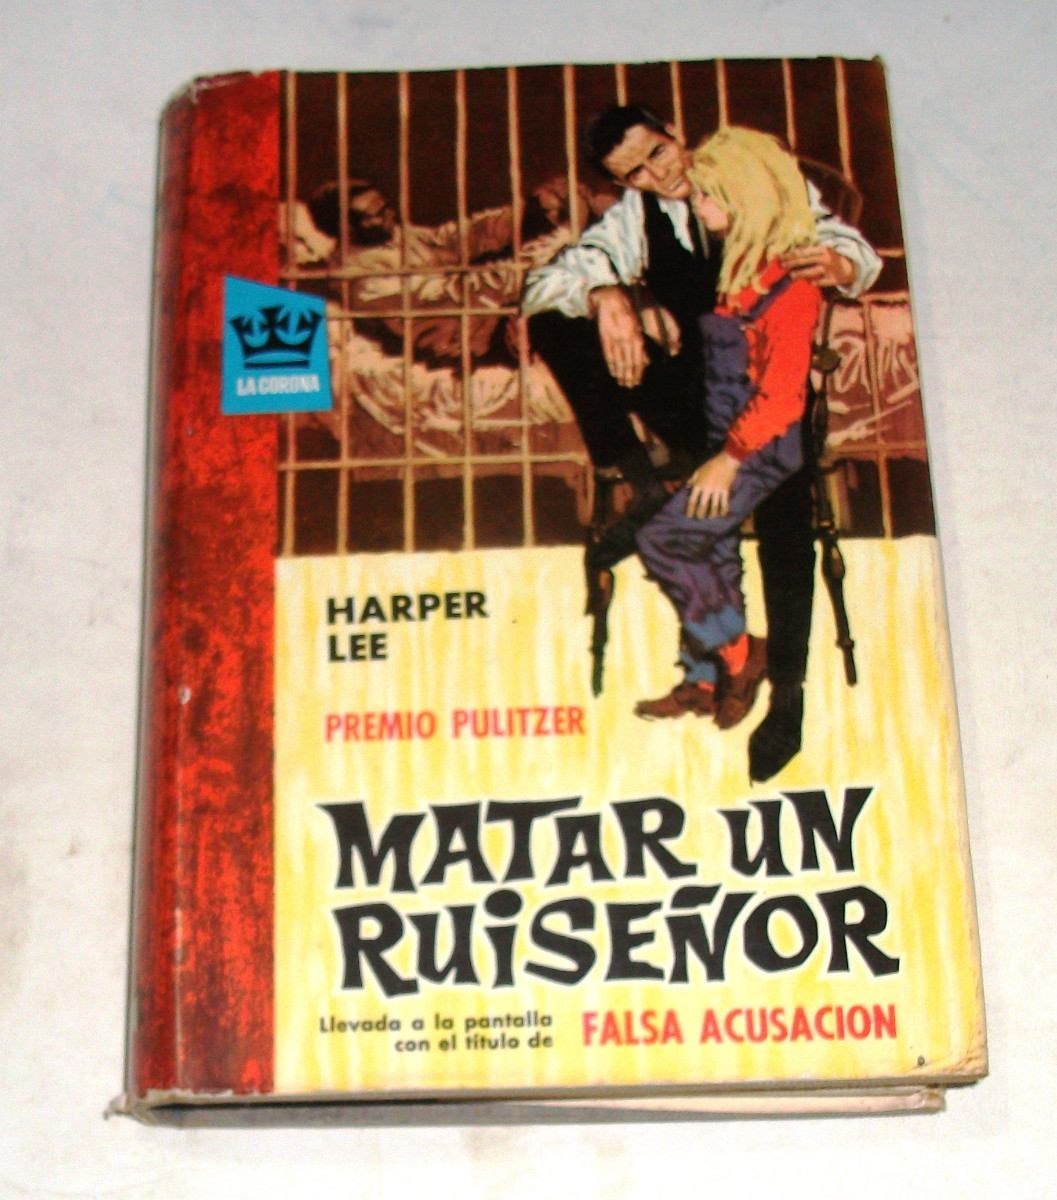 LA CORONA
HARPER
LEE
PREMIO PULITZER
MATAR UN
RUISEÑOR
Llevada a la pantalla
con el título de
FALSA ACUSACION